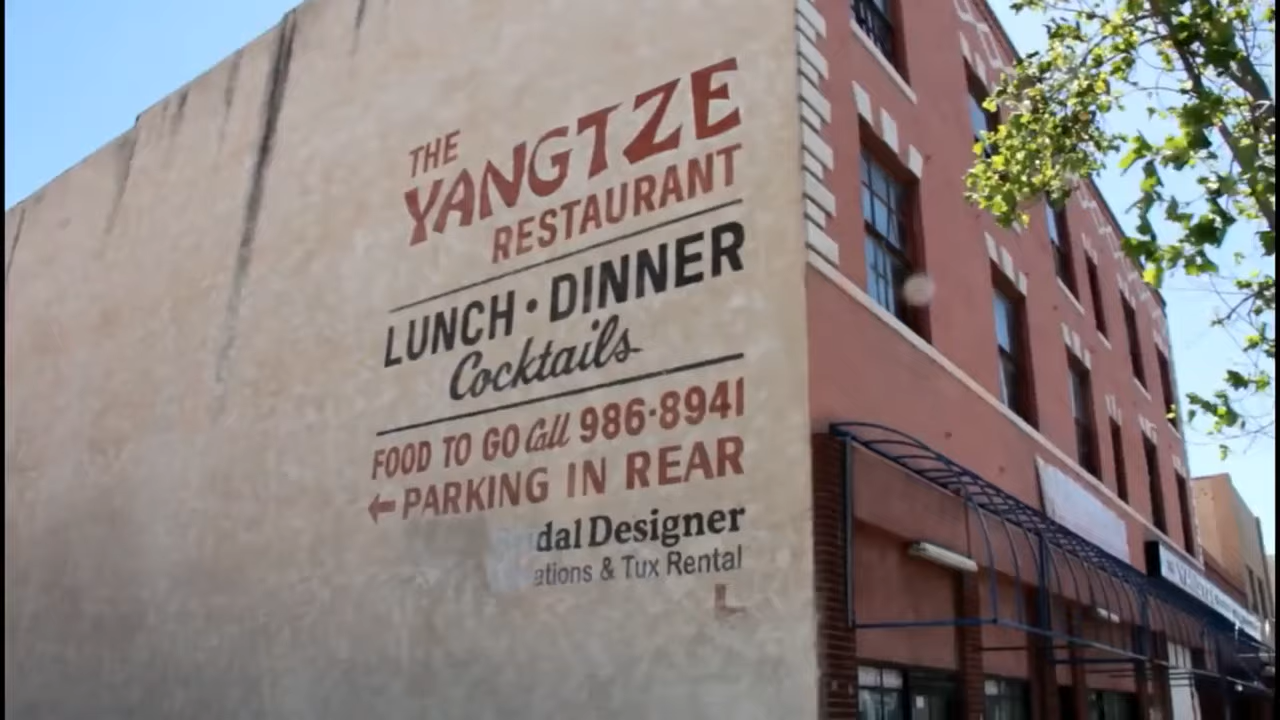 THE
YANGTZE
RESTAURANT
LUNCH • DINNER
Cocktails
FOOD TO GO Call 986-8941
←PARKING IN REAR
dal Designer
ations & Tux Rental